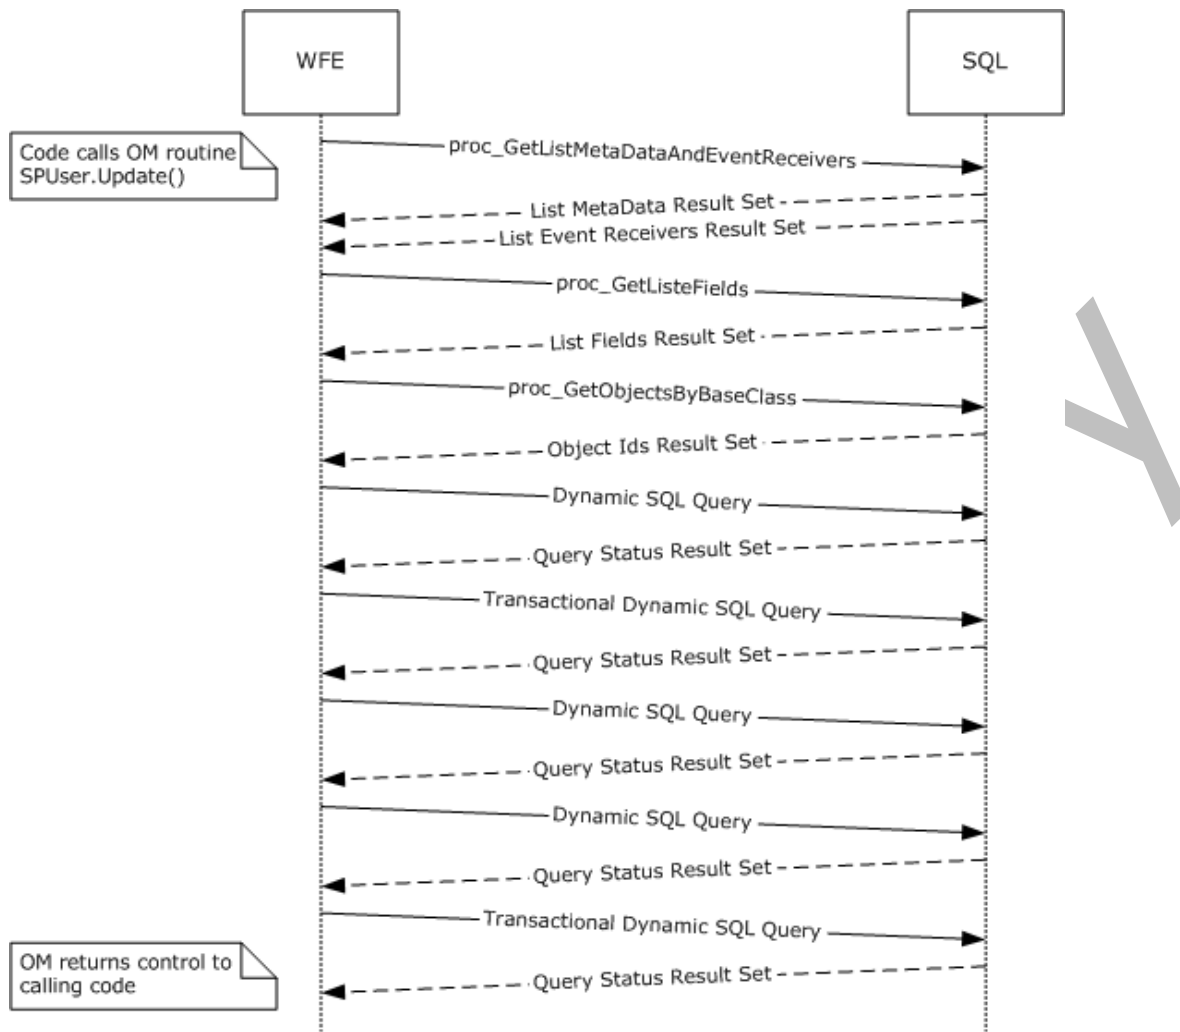 WFE
SQL
Code calls OM routine
SPUser.Update()
proc_GetListMetaDataAndEventReceivers
List MetaData Result Set
List Event Receivers Result Set
proc_GetListeFields
List Fields Result Set
proc_GetObjectsByBaseClass
Object Ids Result Set
Dynamic SQL Query
Query Status Result Set
Transactional Dynamic SQL Query
Query Status Result Set
Dynamic SQL Query
Query Status Result Set
Dynamic SQL Query
Query Status Result Set
Transactional Dynamic SQL Query
OM returns control to
calling code
Query Status Result Set
y